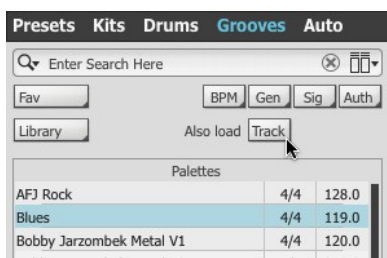 Presets Kits Drums Grooves Auto
Enter Search Here
Fav BPM Gen Sig Auth
Library Also load Track
Palettes
AFJ Rock 4/4 128.0
Blues 4/4 119.0
Bobby Jarzombek Metal V1 4/4 120.0